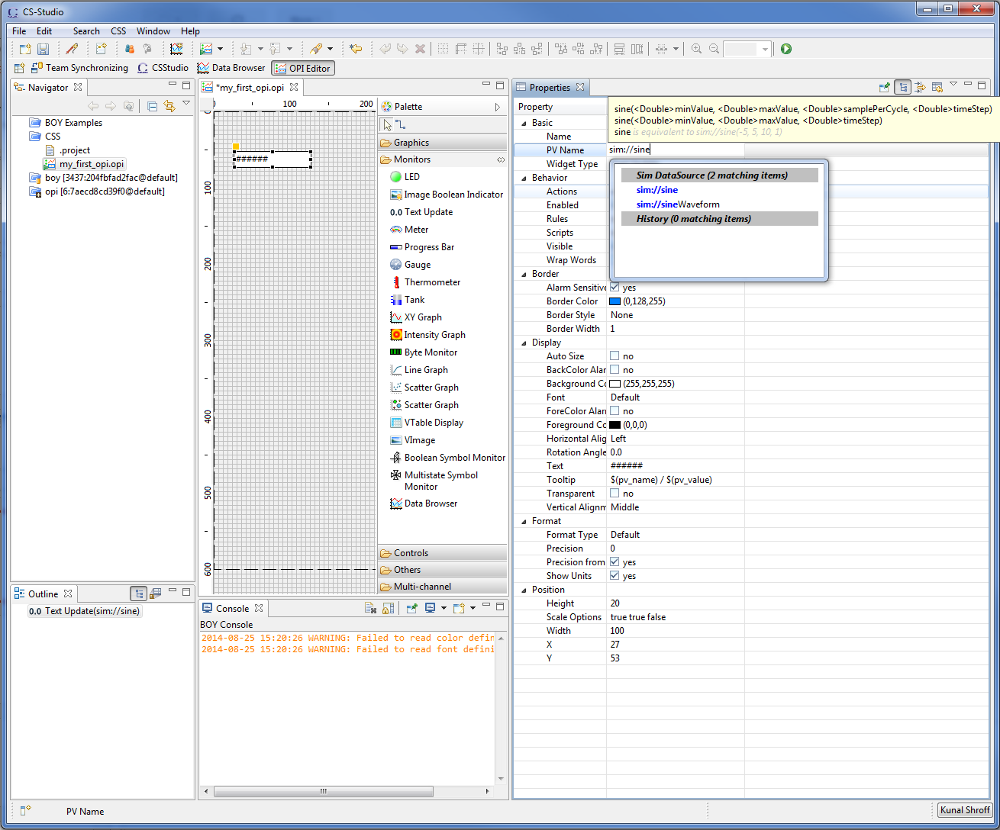 CS-Studio
File Edit Search CSS Window Help
Team Synchronizing CSStudio Data Browser OPI Editor
Navigator
BOY Examples
CSS
.project
my_first_opi.opi
boy [3437:204fbfad2fac@default]
opi [6:7aecd8cd39f0@default]
Outline
0.0 Text Update(sim://sine)
*my_first_opi.opi
0 100 200
0
100
200
300
400
500
600
######
Palette
Graphics
Monitors
LED
Image Boolean Indicator
0.0 Text Update
Meter
Progress Bar
Gauge
Thermometer
Tank
XY Graph
Intensity Graph
Byte Monitor
Line Graph
Scatter Graph
Scatter Graph
VTable Display
VImage
Boolean Symbol Monitor
Multistate Symbol
Monitor
Data Browser
Controls
Others
Multi-channel
Console
BOY Console
2014-08-25 15:20:26 WARNING: Failed to read color defin
2014-08-25 15:20:26 WARNING: Failed to read font defini
Properties
Property
sine(<Double>minValue, <Double>maxValue, <Double>samplePerCycle, <Double>timeStep)
sine(<Double>minValue, <Double>maxValue, <Double>timeStep)
sine is equivalent to sim://sine(-5, 5, 10, 1)
Basic
Name
PV Name sim://sine
Widget Type
Sim DataSource (2 matching items)
sim://sine
sim://sineWaveform
History (0 matching items)
Behavior
Actions
Enabled
Rules
Scripts
Visible
Wrap Words
Border
Alarm Sensitive yes
Border Color (0,128,255)
Border Style None
Border Width 1
Display
Auto Size no
BackColor Alar no
Background Co (255,255,255)
Font Default
ForeColor Alarr no
Foreground Co (0,0,0)
Horizontal Alig Left
Rotation Angle 0.0
Text ######
Tooltip $(pv_name) / $(pv_value)
Transparent no
Vertical Alignm Middle
Format
Format Type Default
Precision 0
Precision from yes
Show Units yes
Position
Height 20
Scale Options true true false
Width 100
X 27
Y 53
PV Name
Kunal Shroff